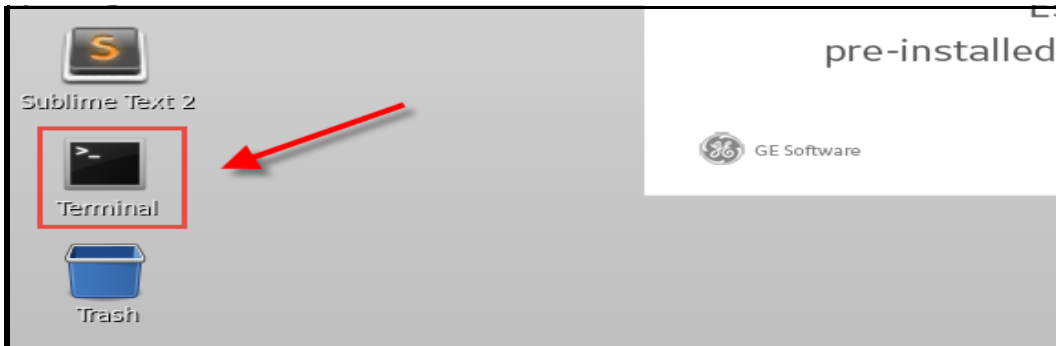 Sublime Text 2
Terminal
Trash
pre-installed
GE Software